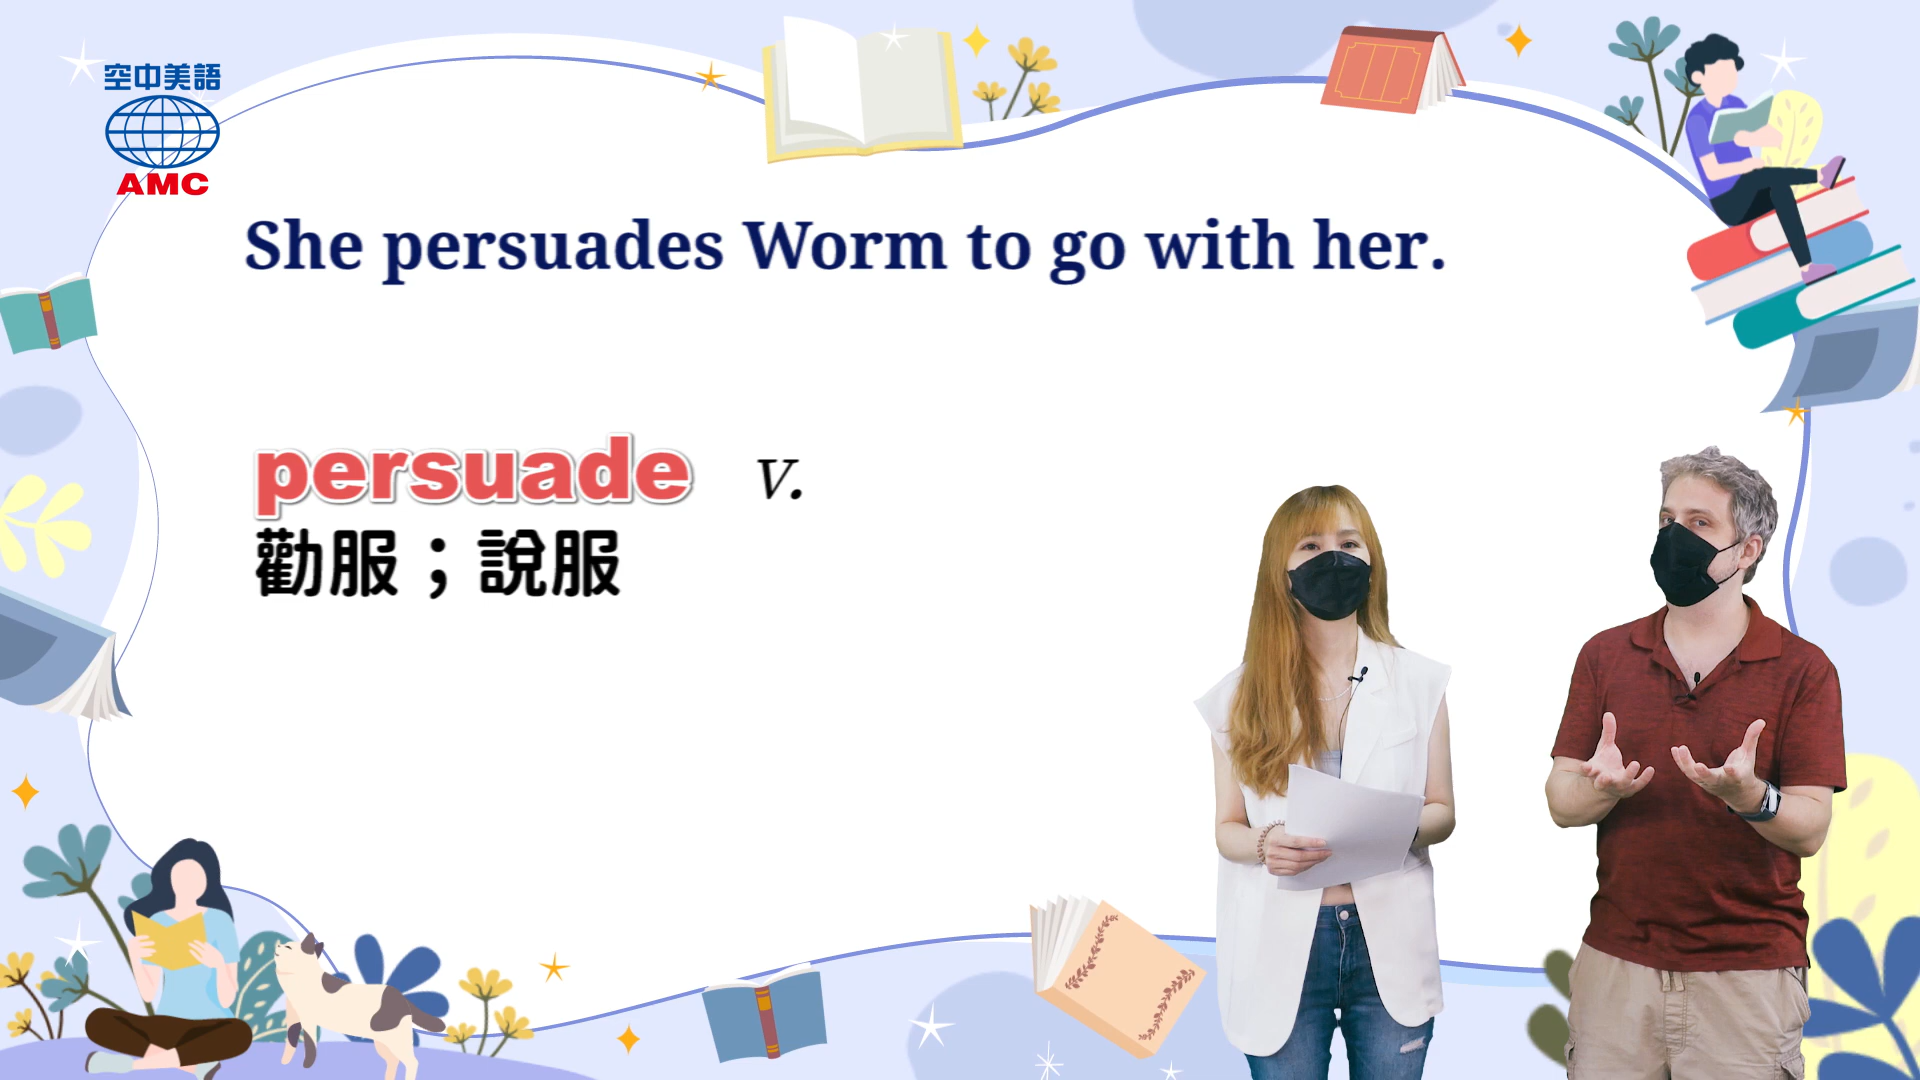 空中美語
AMC
She persuades Worm to go with her.
persuade v.
勸服；說服